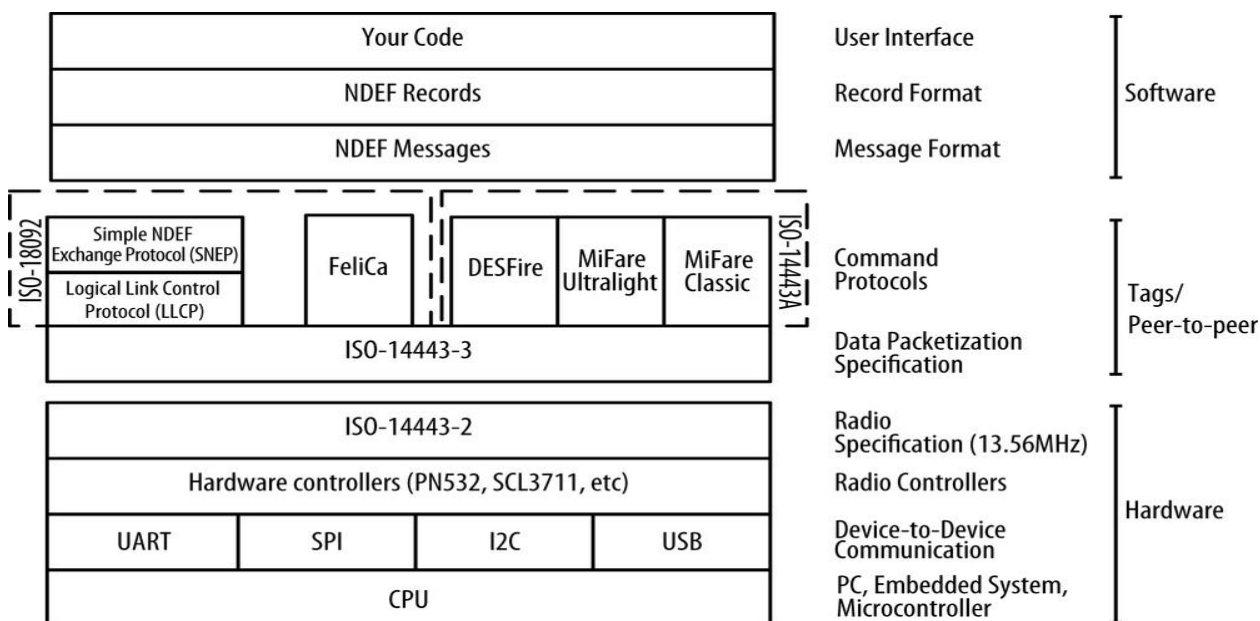 Your Code
User Interface
NDEF Records
Record Format
Software
NDEF Messages
Message Format
ISO-18092
Simple NDEF
Exchange Protocol (SNEP)
Logical Link Control
Protocol (LLCP)
FeliCa
DESFire
MiFare
Ultralight
MiFare
Classic
ISO-14443A
Command
Protocols
Tags/
Peer-to-peer
ISO-14443-3
Data Packetization
Specification
ISO-14443-2
Radio
Specification (13.56MHz)
Hardware controllers (PN532, SCL3711, etc)
Radio Controllers
Hardware
UART
SPI
I2C
USB
Device-to-Device
Communication
CPU
PC, Embedded System,
Microcontroller